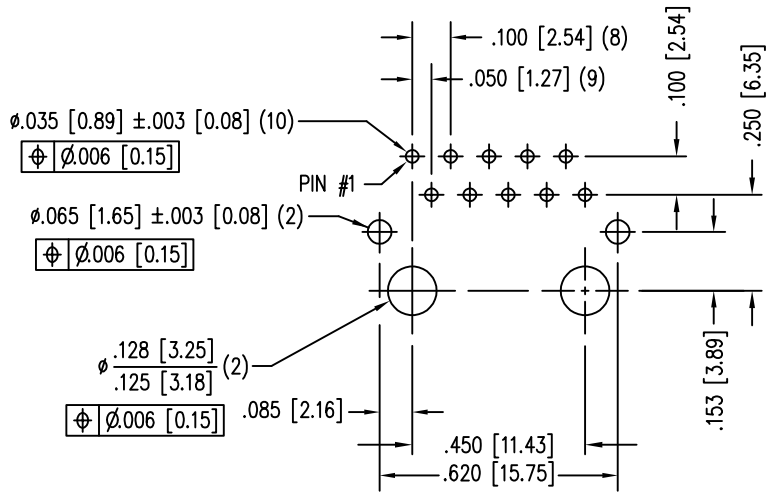 .100 [2.54] (8)
.050 [1.27] (9)
.100 [2.54]
.250 [6.35]
ø.035 [0.89] ±.003 [0.08] (10)
⌖ Ø.006 [0.15]
PIN #1
ø.065 [1.65] ±.003 [0.08] (2)
⌖ Ø.006 [0.15]
ø .128 [3.25]
.125 [3.18] (2)
⌖ Ø.006 [0.15]
.085 [2.16]
.153 [3.89]
.450 [11.43]
.620 [15.75]